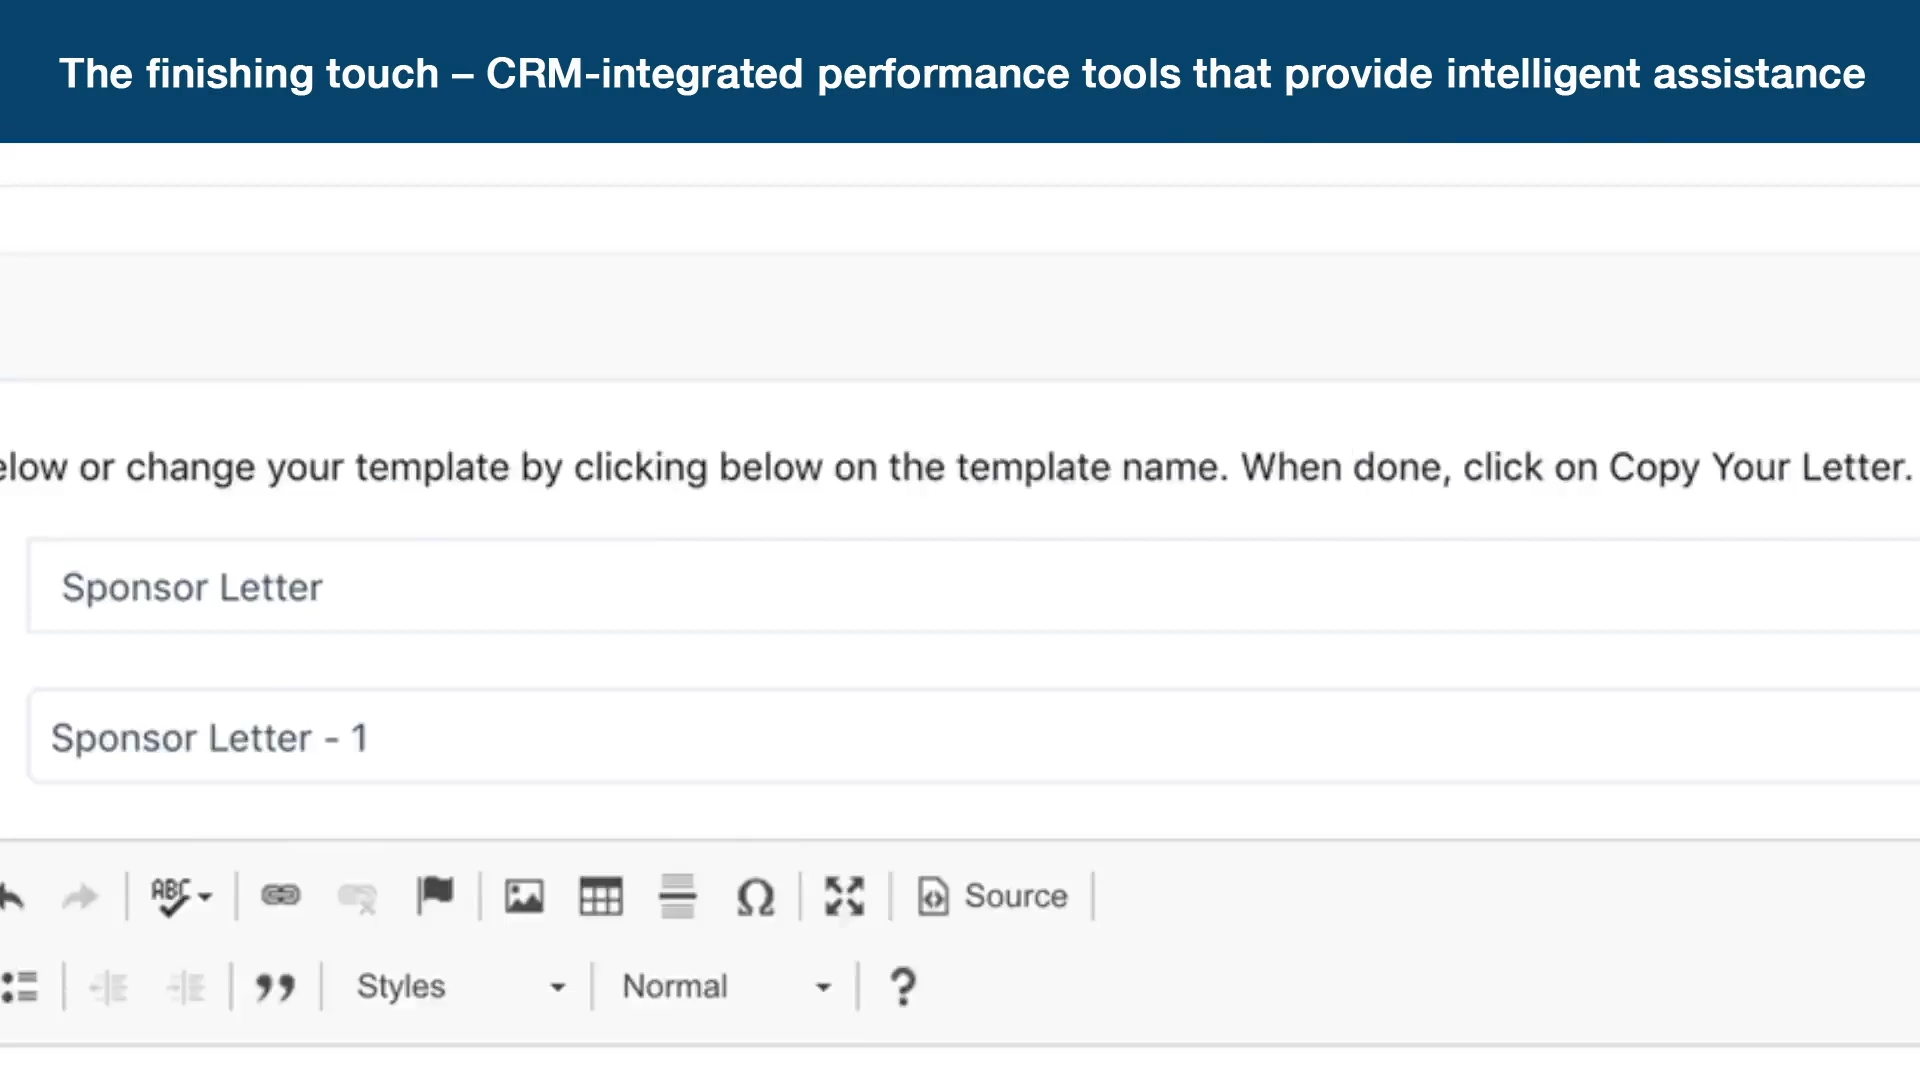 The finishing touch – CRM-integrated performance tools that provide intelligent assistance
or change your template by clicking below on the template name. When done, click on Copy Your Letter.
Sponsor Letter
Sponsor Letter - 1
ABC Source
Styles Normal ?